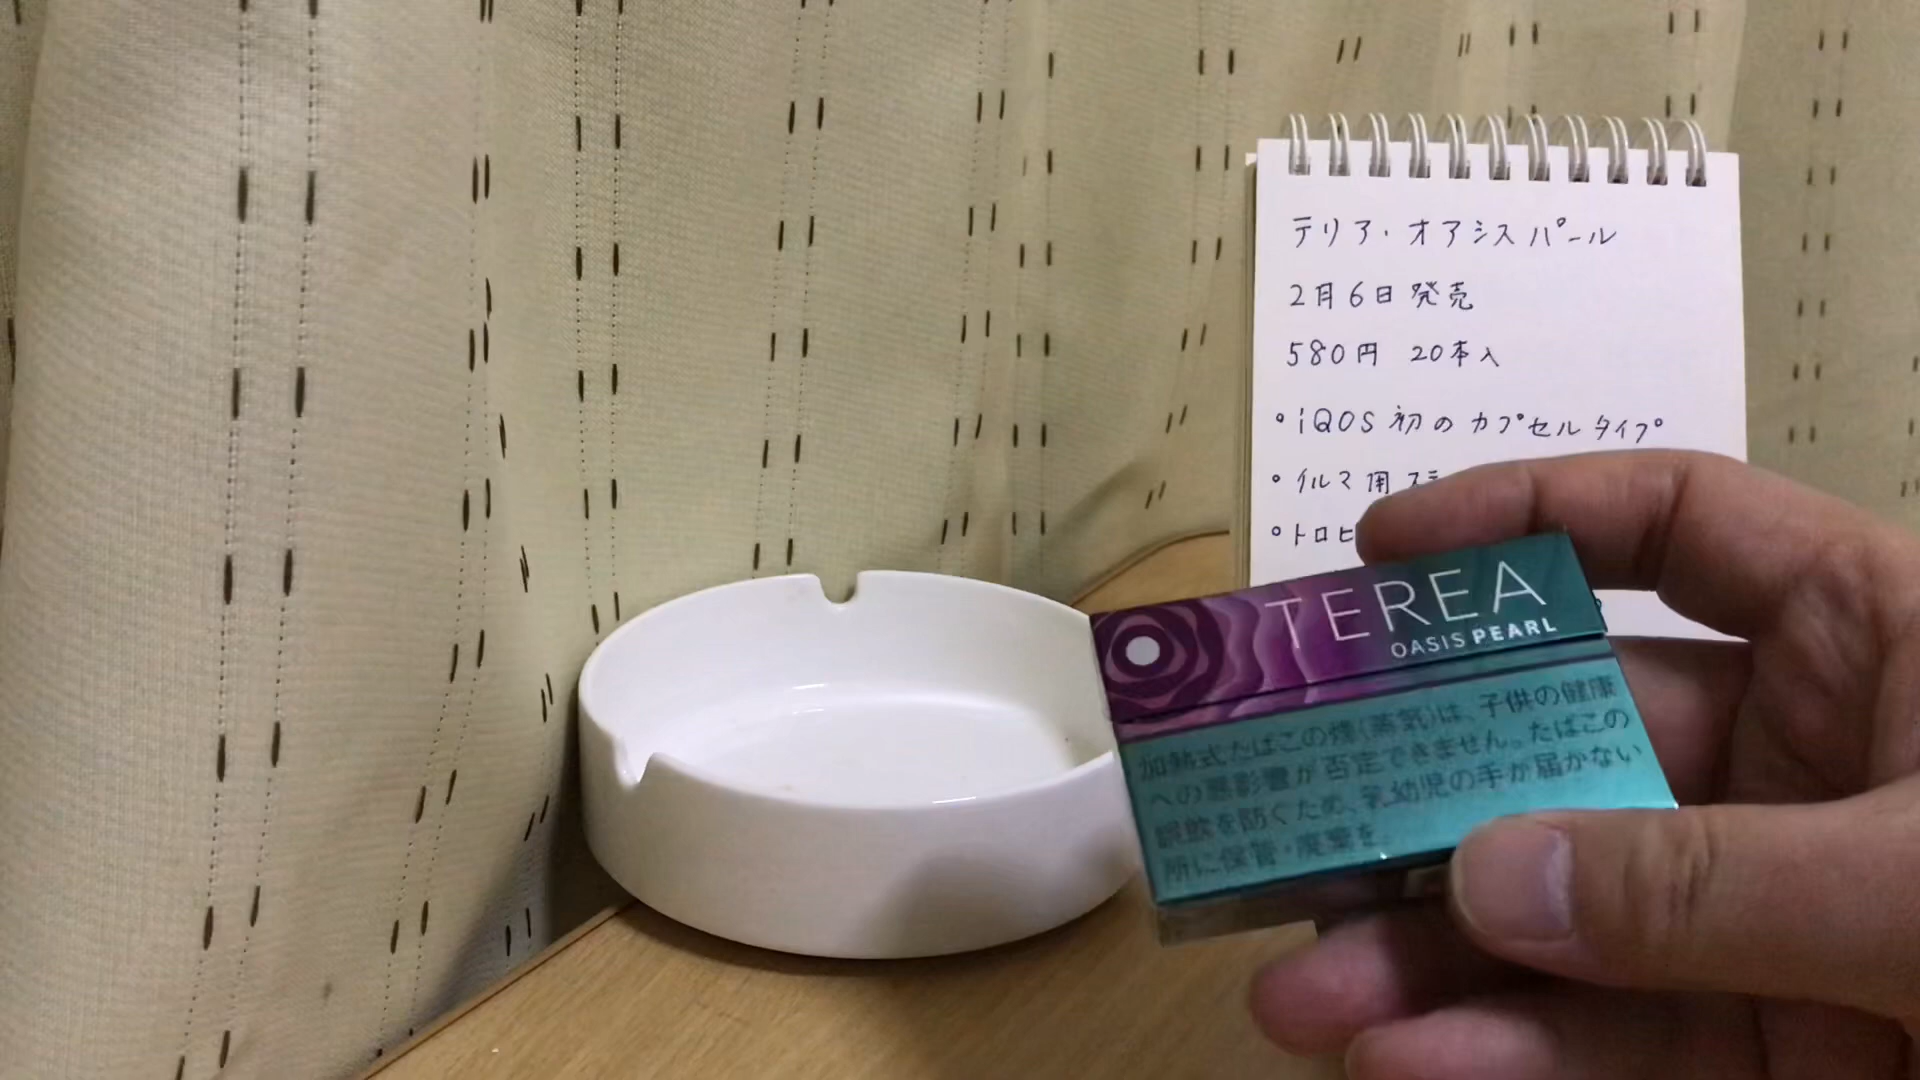 テリア・オアシスパール
2月6日発売
580円 20本入
°iQOS初のカプセルタイプ
°イルマ用ステ
°トロピ
TEREA
OASIS PEARL
加熱式たばこの煙(蒸気)は、子供の健康
への悪影響が否定できません。たばこの
誤飲を防ぐため、乳幼児の手が届かない
所に保管・廃棄を。